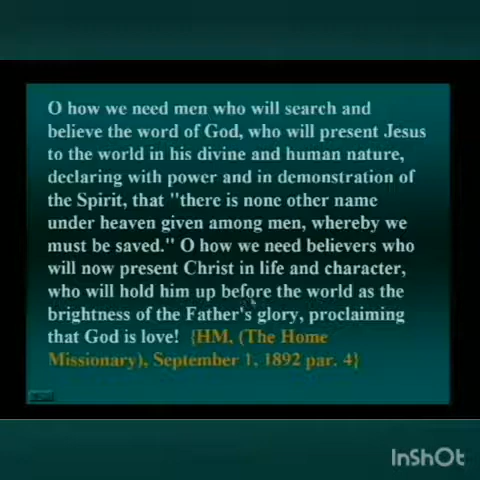 O how we need men who will search and
believe the word of God, who will present Jesus
to the world in his divine and human nature,
declaring with power and in demonstration of
the Spirit, that "there is none other name
under heaven given among men, whereby we
must be saved." O how we need believers who
will now present Christ in life and character,
who will hold him up before the world as the
brightness of the Father's glory, proclaiming
that God is love! {HM, (The Home
Missionary), September 1, 1892 par. 4}
InShOt